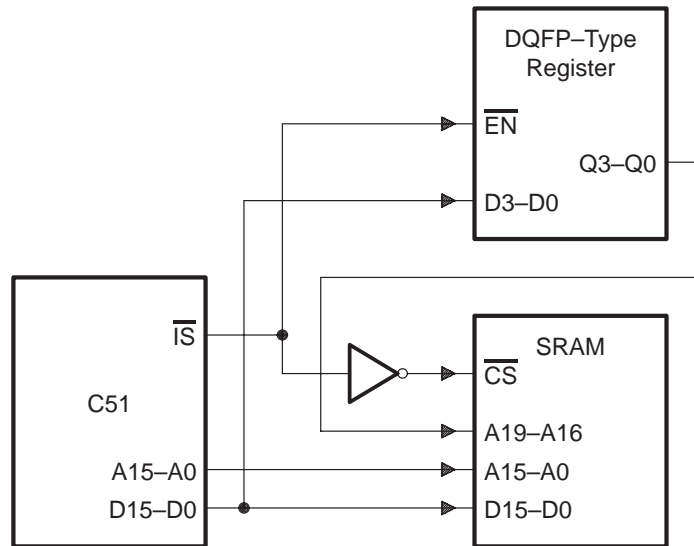 DQFP–Type
Register
EN
Q3–Q0
D3–D0
IS
C51
A15–A0
D15–D0
SRAM
CS
A19–A16
A15–A0
D15–D0